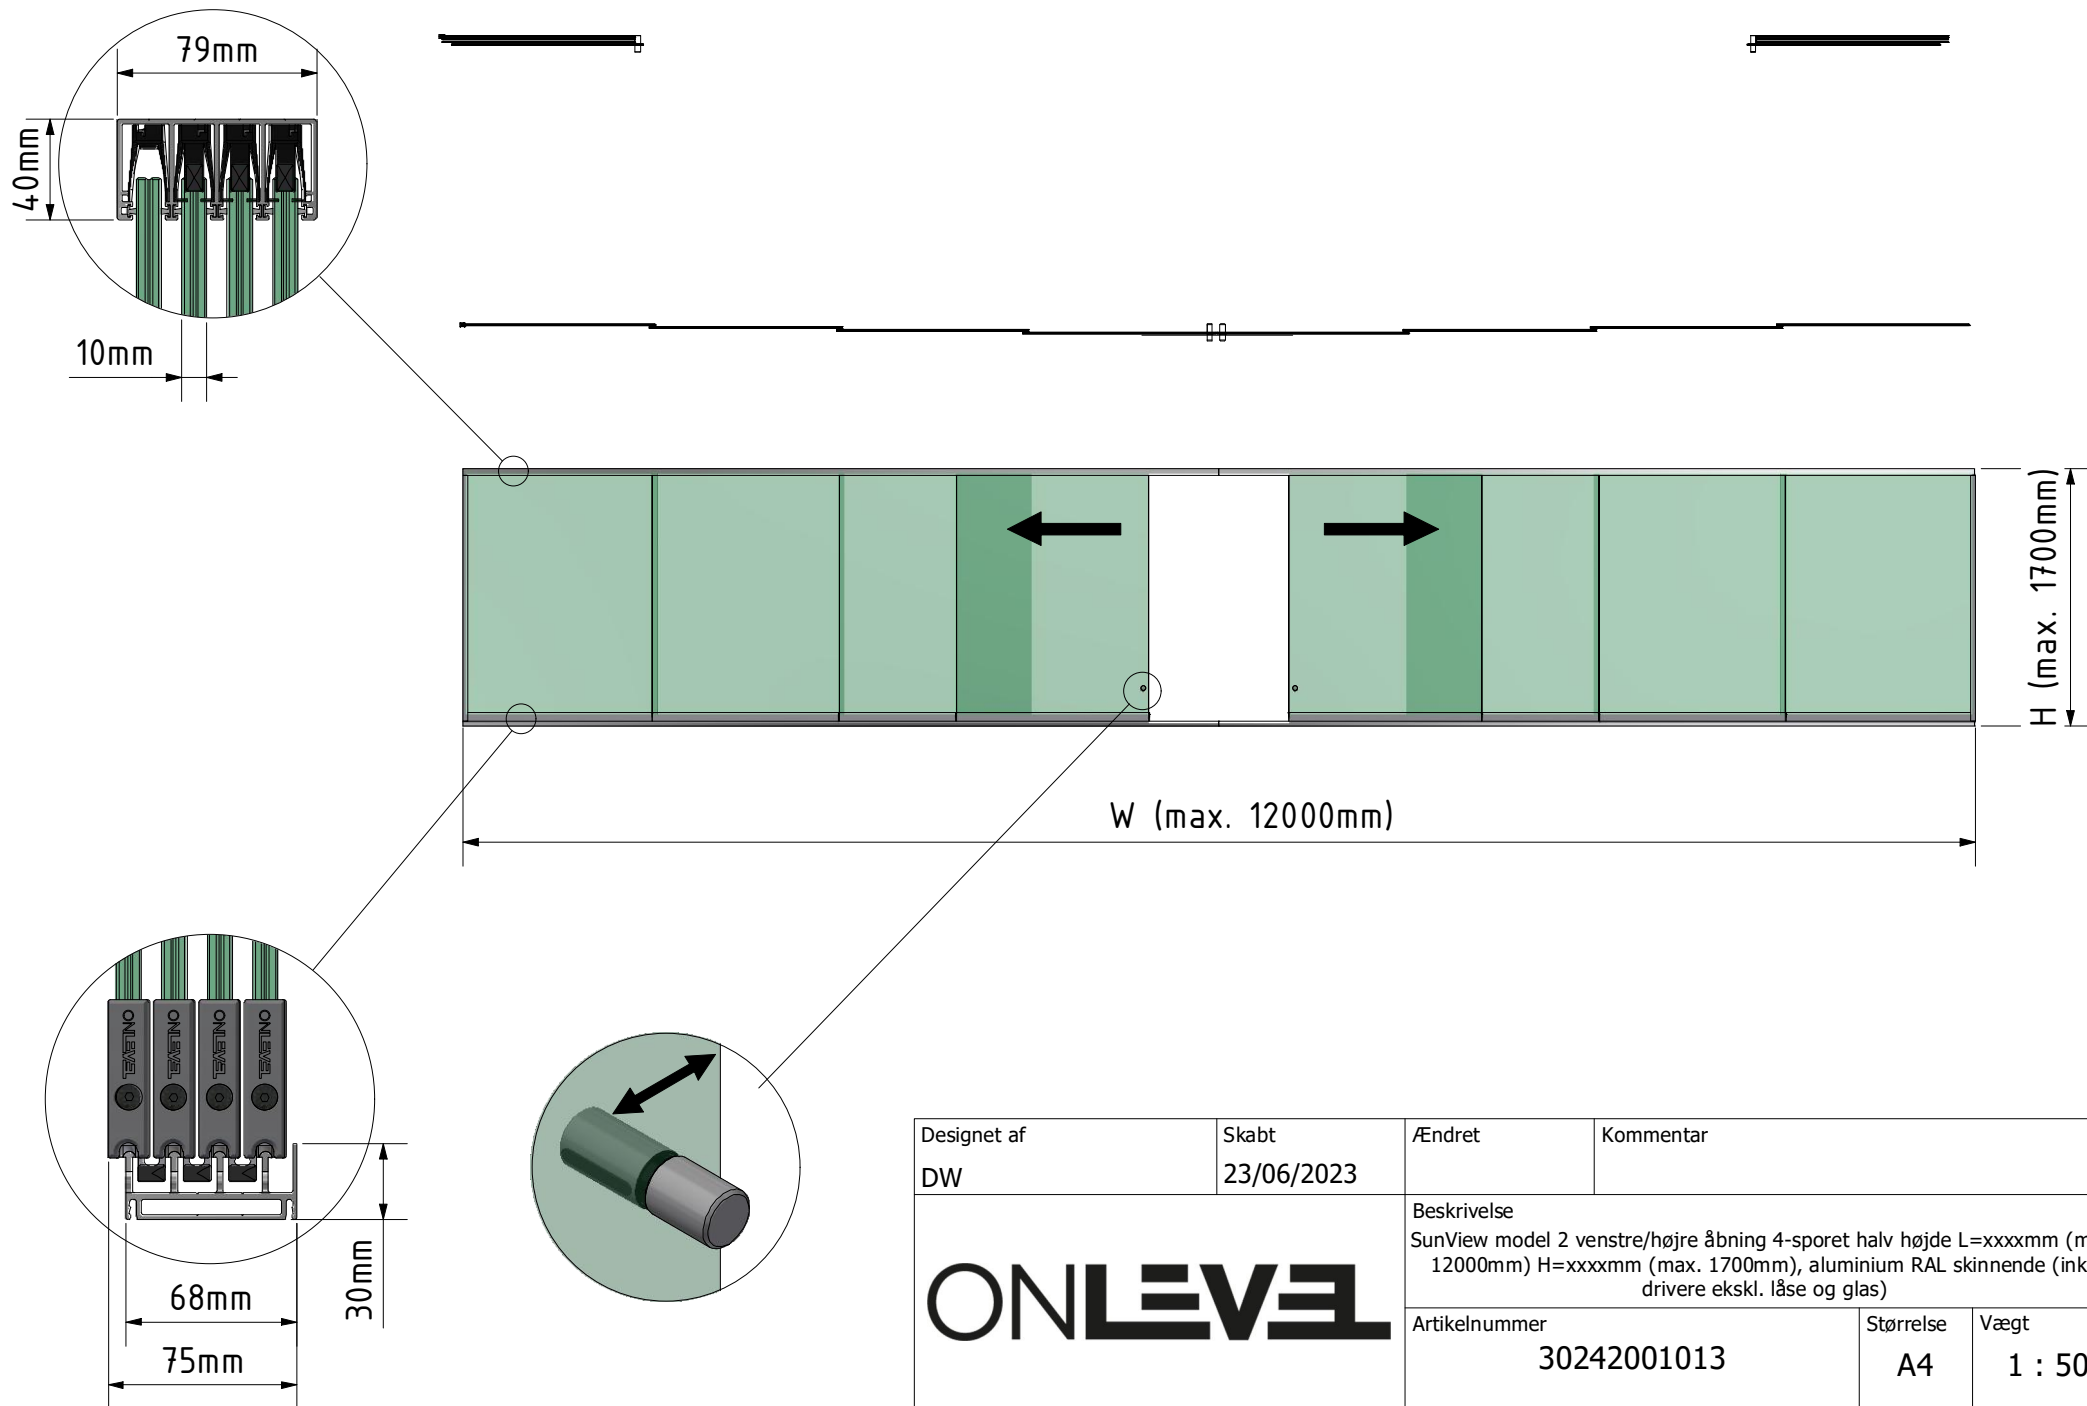 79mm
40mm
10mm
H (max. 1700mm)
W (max. 12000mm)
ONLEVEL ONLEVEL ONLEVEL ONLEVEL
30mm
68mm
75mm
Designet af
DW
Skabt
23/06/2023
Ændret
Kommentar
ONLEVEL
Beskrivelse
SunView model 2 venstre/højre åbning 4-sporet halv højde L=xxxxmm (m
12000mm) H=xxxxmm (max. 1700mm), aluminium RAL skinnende (ink
drivere ekskl. låse og glas)
Artikelnummer
30242001013
Størrelse
A4
Vægt
1 : 50